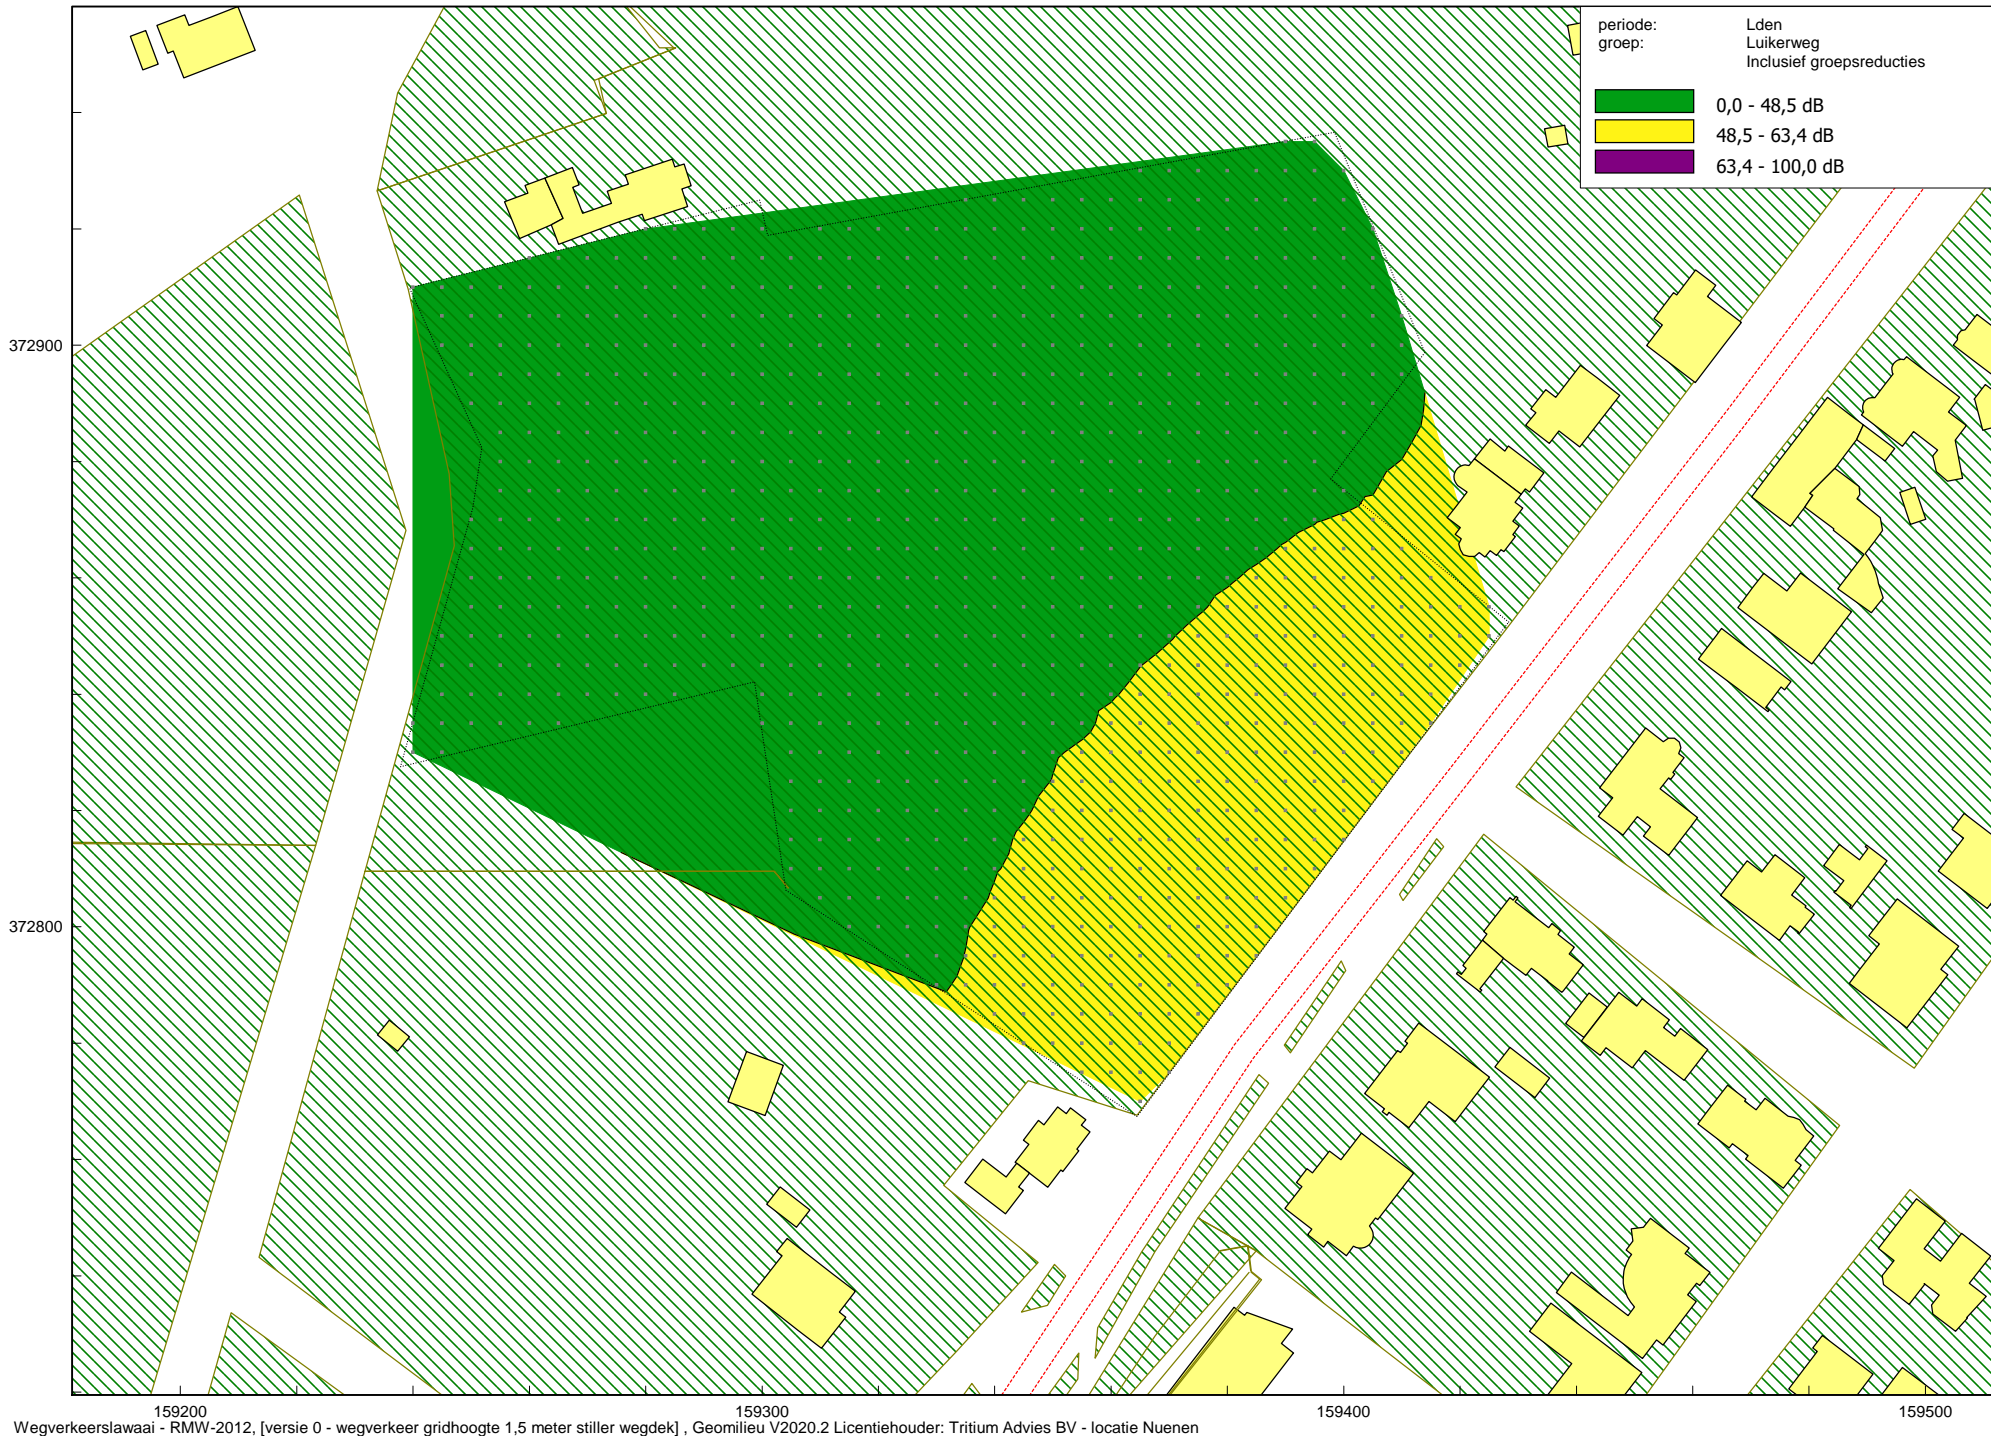 periode: Lden
groep: Luikerweg
Inclusief groepsreducties
0,0 - 48,5 dB
48,5 - 63,4 dB
63,4 - 100,0 dB
372900
372800
159200 159300 159400 159500
Wegverkeerslawaai - RMW-2012, [versie 0 - wegverkeer gridhoogte 1,5 meter stiller wegdek] , Geomilieu V2020.2 Licentiehouder: Tritium Advies BV - locatie Nuenen